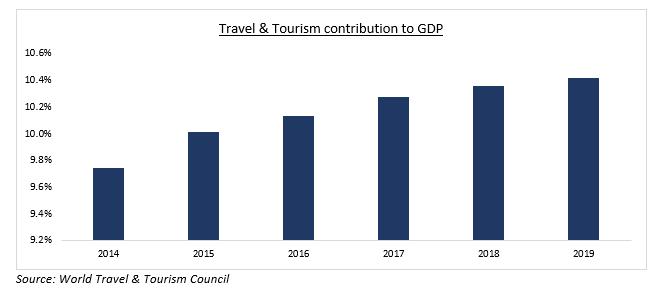 Travel & Tourism contribution to GDP
10.6%
10.4%
10.2%
10.0%
9.8%
9.6%
9.4%
9.2%
2014 2015 2016 2017 2018 2019
Source: World Travel & Tourism Council